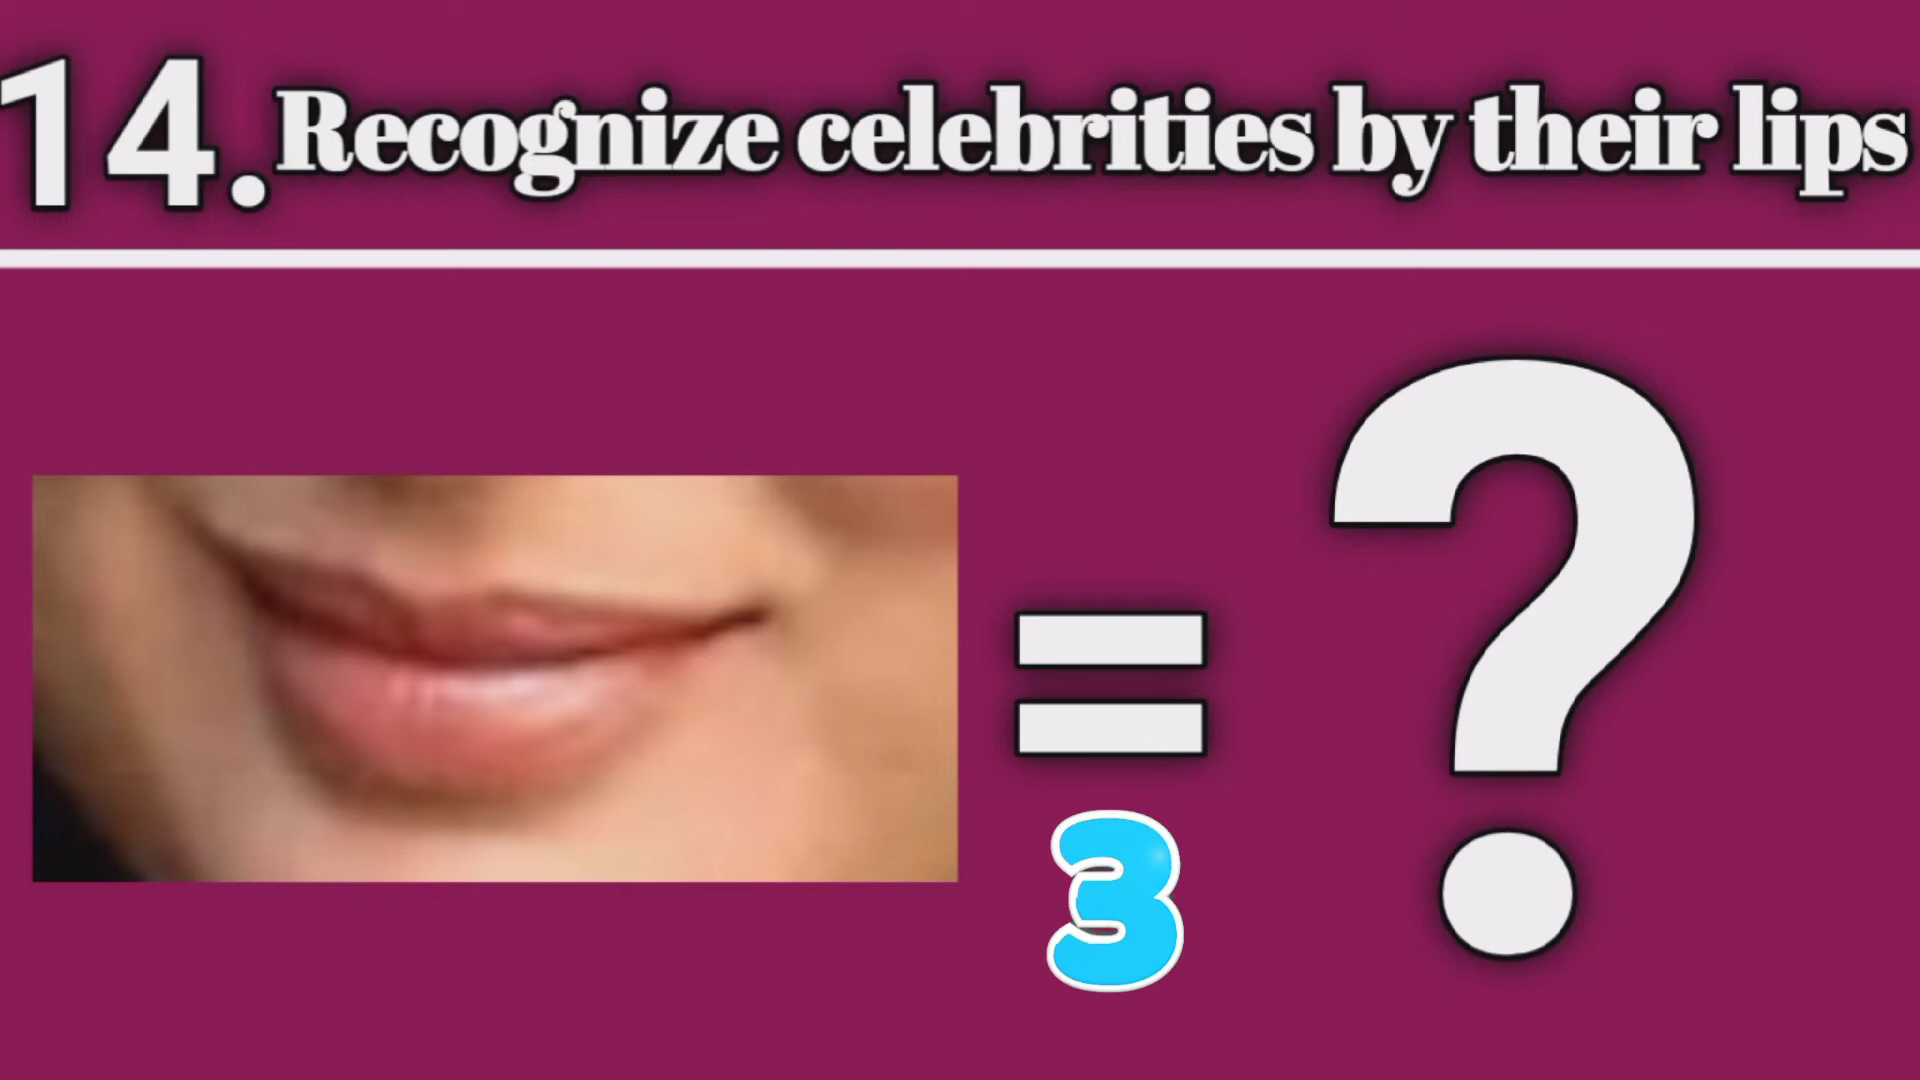 14. Recognize celebrities by their lips
= ?
3